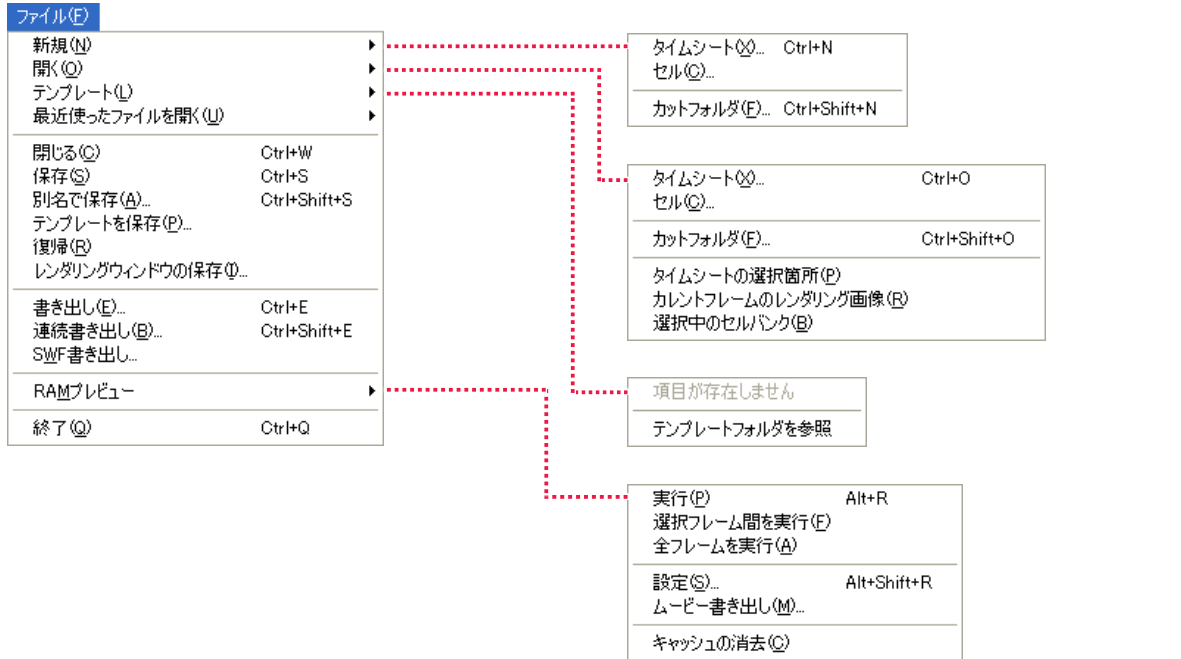 ファイル(F)
新規(N)
開く(O)
テンプレート(L)
最近使ったファイルを開く(U)
閉じる(C) Ctrl+W
保存(S) Ctrl+S
別名で保存(A)... Ctrl+Shift+S
テンプレートを保存(P)...
復帰(R)
レンダリングウィンドウの保存(I)...
書き出し(E)... Ctrl+E
連続書き出し(B)... Ctrl+Shift+E
SWF書き出し...
RAMプレビュー
終了(Q) Ctrl+Q
タイムシート(X)... Ctrl+N
セル(C)...
カットフォルダ(F)... Ctrl+Shift+N
タイムシート(X)... Ctrl+O
セル(C)...
カットフォルダ(F)... Ctrl+Shift+O
タイムシートの選択箇所(P)
カレントフレームのレンダリング画像(R)
選択中のセルバンク(B)
項目が存在しません
テンプレートフォルダを参照
実行(P) Alt+R
選択フレーム間を実行(F)
全フレームを実行(A)
設定(S)... Alt+Shift+R
ムービー書き出し(M)...
キャッシュの消去(C)